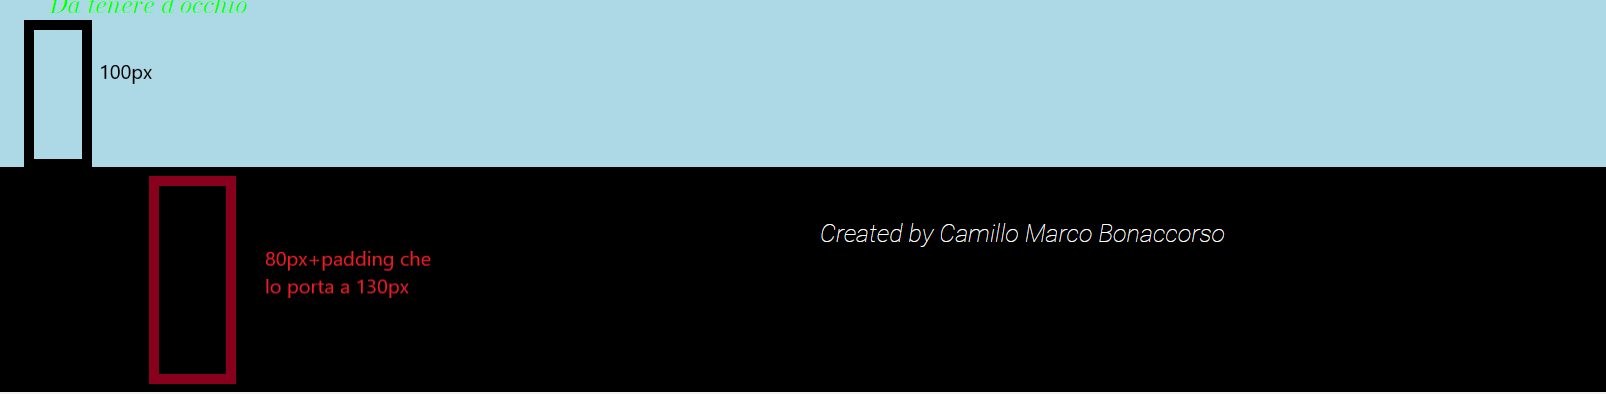 Da tenere d'occhio
100px
Created by Camillo Marco Bonaccorso
80px+padding che
lo porta a 130px